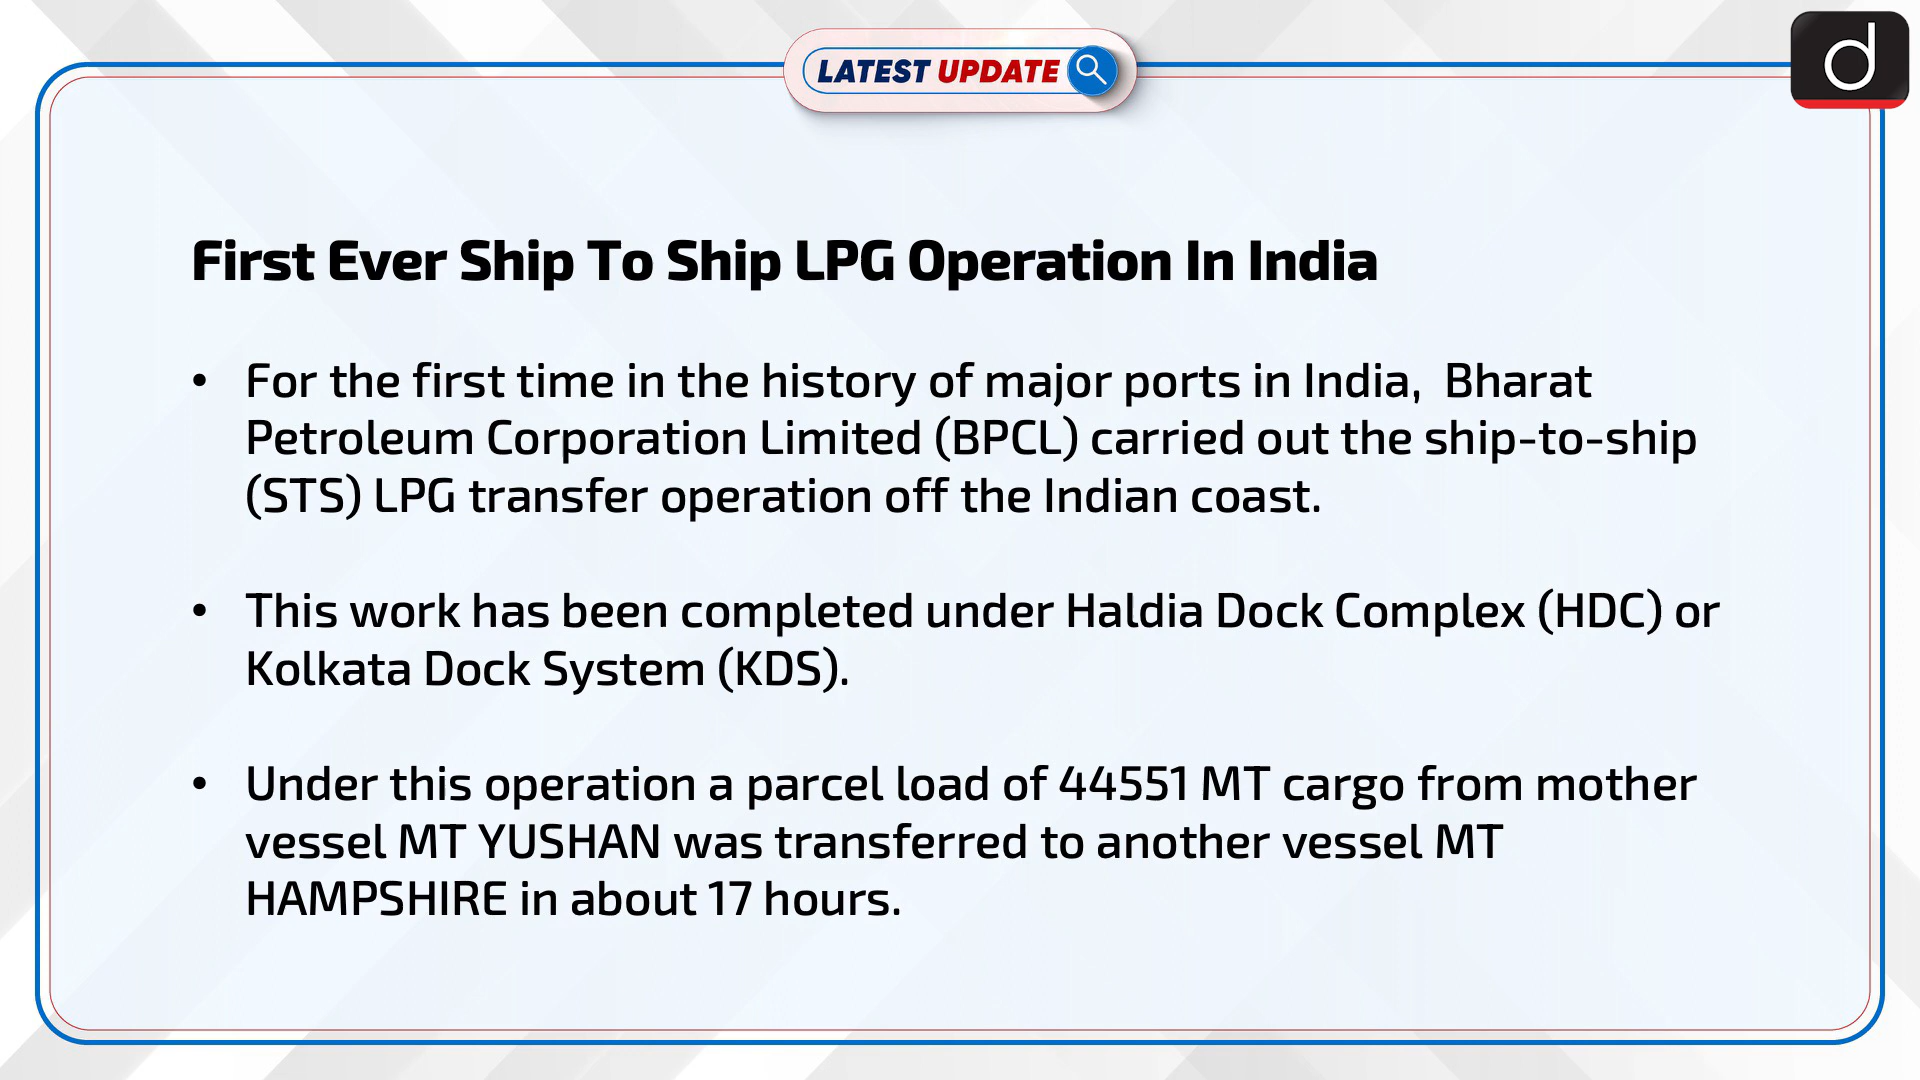 LATEST UPDATE
d
First Ever Ship To Ship LPG Operation In India
• For the first time in the history of major ports in India,  Bharat
Petroleum Corporation Limited (BPCL) carried out the ship-to-ship
(STS) LPG transfer operation off the Indian coast.
• This work has been completed under Haldia Dock Complex (HDC) or
Kolkata Dock System (KDS).
• Under this operation a parcel load of 44551 MT cargo from mother
vessel MT YUSHAN was transferred to another vessel MT
HAMPSHIRE in about 17 hours.